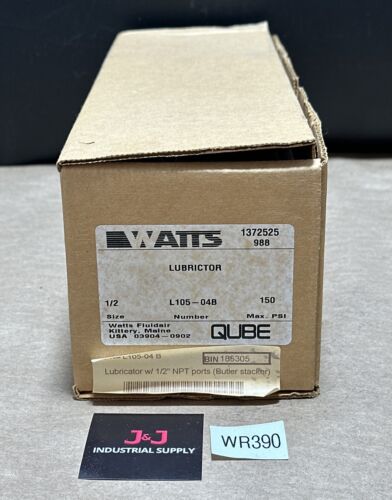 WATTS 1372525
988
LUBRICTOR
1/2 L105-04B 150
Size Number Max. PSI
Watts Fluidair
Kittery, Maine
USA 03904-0902 QUBE
L105-04 B BIN 186305
Lubricator w/ 1/2" NPT ports (Butler stacker)
J&J
INDUSTRIAL SUPPLY
WR390